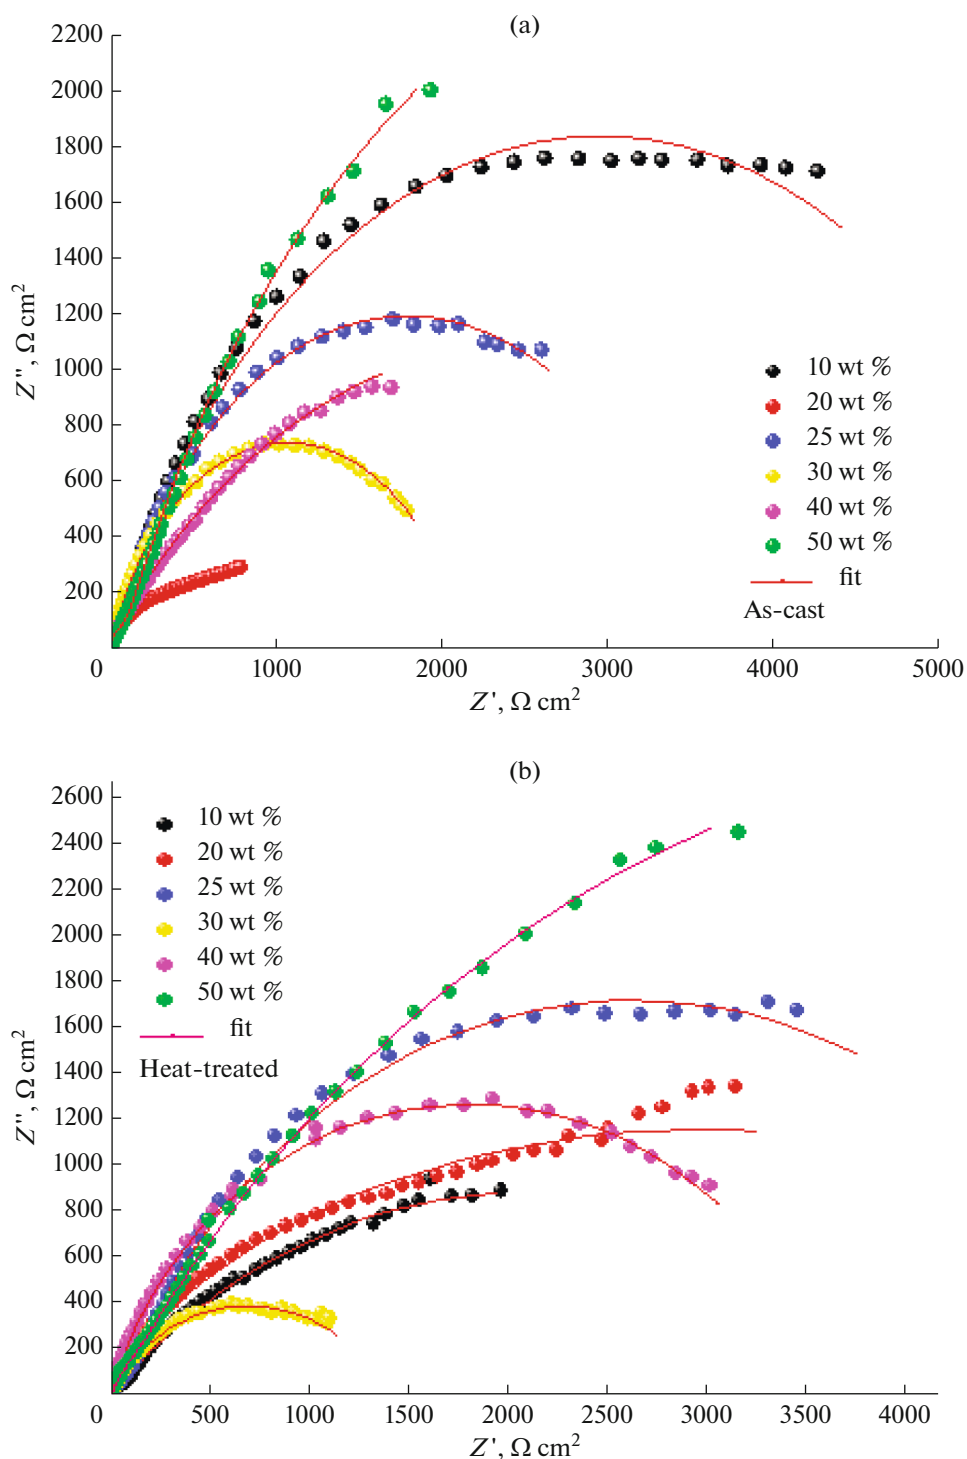 (a)
2200
2000
1800
1600
1400
1200
1000
800
600
400
200
0
1000
2000
3000
4000
5000
Z'', Ω cm²
Z', Ω cm²
10 wt %
20 wt %
25 wt %
30 wt %
40 wt %
50 wt %
fit
As-cast
(b)
2600
2400
2200
2000
1800
1600
1400
1200
1000
800
600
400
200
0
500
1000
1500
2000
2500
3000
3500
4000
Z'', Ω cm²
Z', Ω cm²
10 wt %
20 wt %
25 wt %
30 wt %
40 wt %
50 wt %
fit
Heat-treated